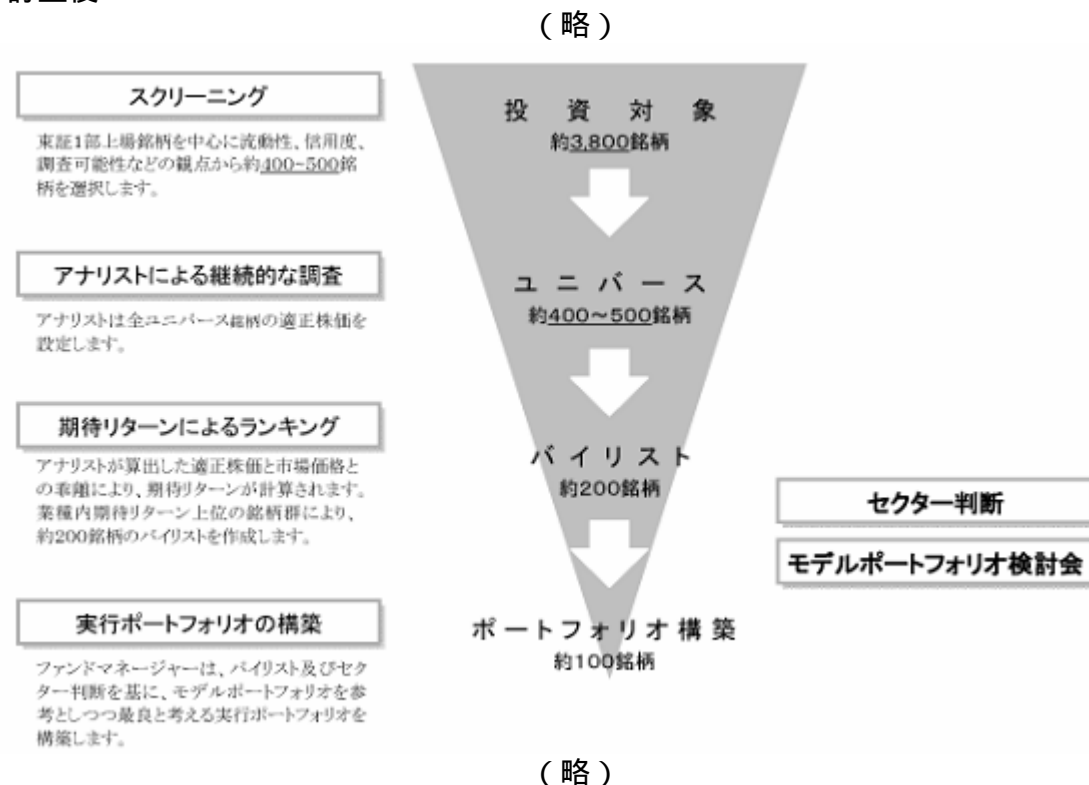 (略)
スクリーニング
東証1部上場銘柄を中心に流動性、信用度、
調査可能性などの観点から約400~500銘
柄を選択します。
投資対象
約3,800銘柄
アナリストによる継続的な調査
アナリストは全ユニバース銘柄の適正株価を
設定します。
ユニバース
約400~500銘柄
期待リターンによるランキング
アナリストが算出した適正株価と市場価格と
の乖離により、期待リターンが計算されます。
業種内期待リターン上位の銘柄群により、
約200銘柄のバイリストを作成します。
バイリスト
約200銘柄
セクター判断
モデルポートフォリオ検討会
実行ポートフォリオの構築
ファンドマネージャーは、バイリスト及びセク
ター判断を基に、モデルポートフォリオを参
考としつつ最良と考える実行ポートフォリオを
構築します。
ポートフォリオ構築
約100銘柄
(略)